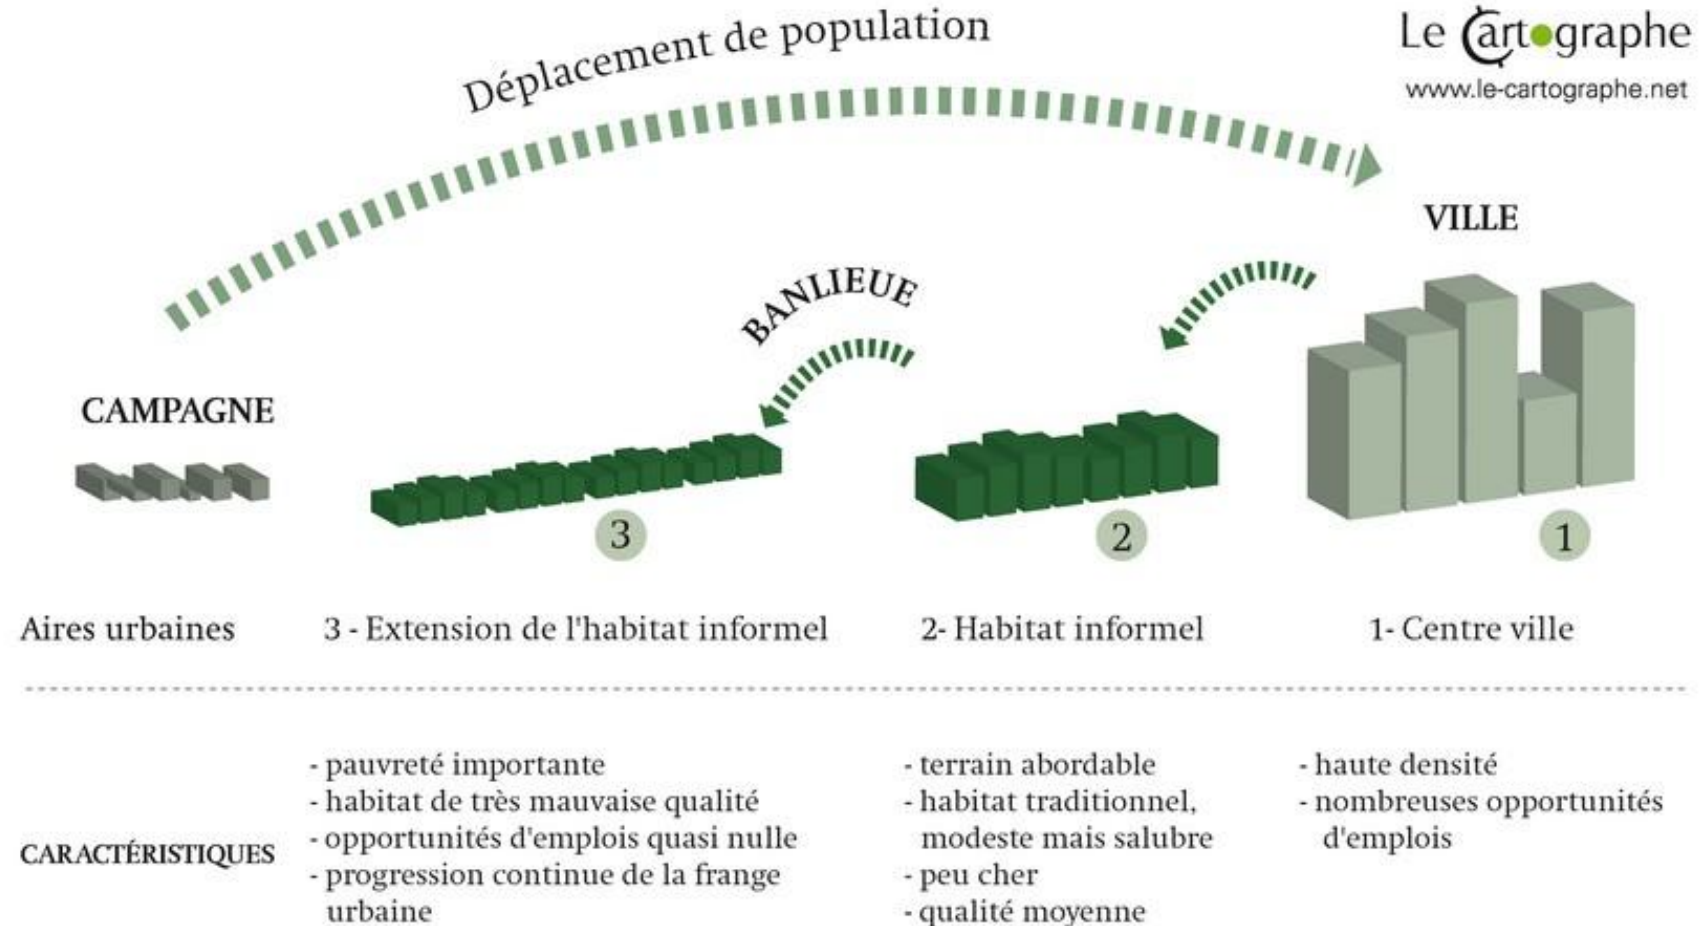 Déplacement de population
Le Cartographe
www.le-cartographe.net
VILLE
BANLIEUE
CAMPAGNE
3
2
1
Aires urbaines
3 - Extension de l'habitat informel
2- Habitat informel
1- Centre ville
CARACTÉRISTIQUES
- pauvreté importante
- habitat de très mauvaise qualité
- opportunités d'emplois quasi nulle
- progression continue de la frange
urbaine
- terrain abordable
- habitat traditionnel,
modeste mais salubre
- peu cher
- qualité moyenne
- haute densité
- nombreuses opportunités
d'emplois